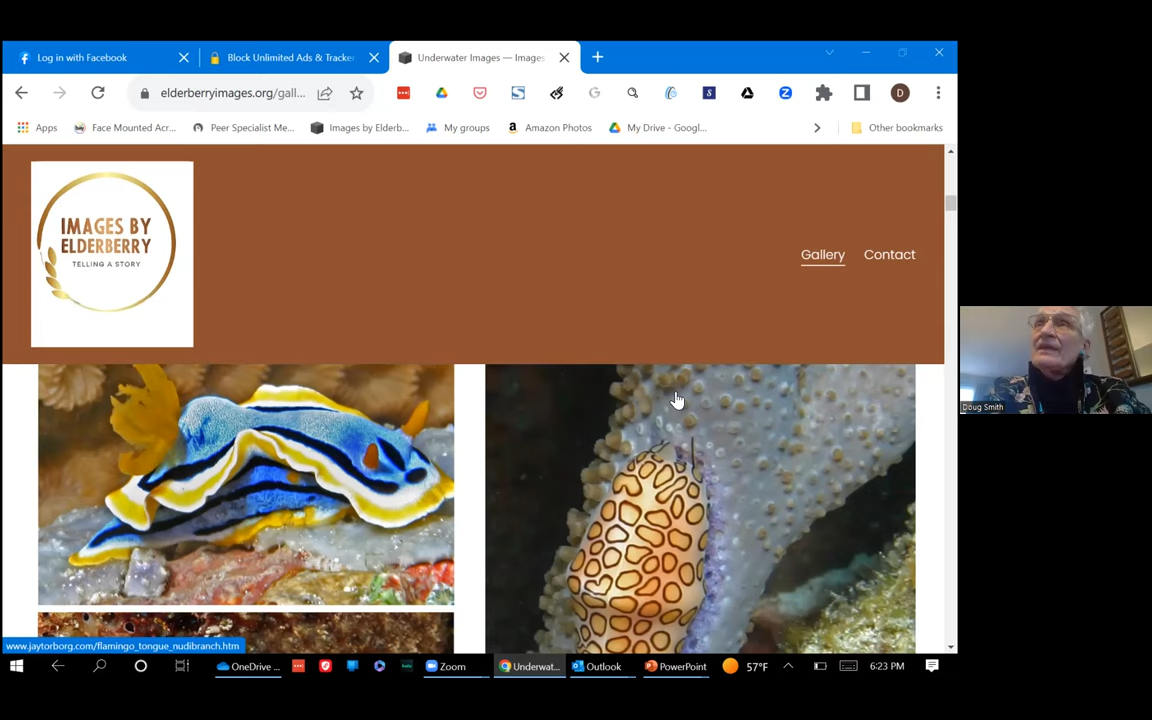 Log in with Facebook
Block Unlimited Ads & Tracke
Underwater Images — Images
elderberryimages.org/gall...
D
Apps
Face Mounted Acr...
Peer Specialist Me...
Images by Elderb...
My groups
Amazon Photos
My Drive - Googl...
Other bookmarks
IMAGES BY
ELDERBERRY
TELLING A STORY
Gallery
Contact
Doug Smith
www.jaytorborg.com/flamingo_tongue_nudibranch.htm
OneDrive ...
Zoom
Underwat...
Outlook
PowerPoint
57°F
6:23 PM